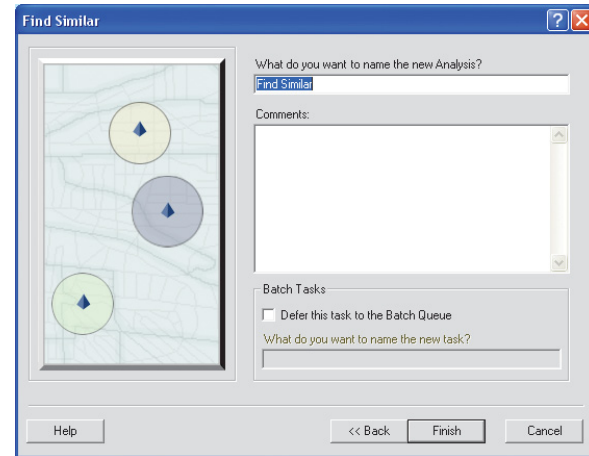 Find Similar
What do you want to name the new Analysis?
Find Similar
Comments:
Batch Tasks
Defer this task to the Batch Queue
What do you want to name the new task?
Help
<< Back
Finish
Cancel